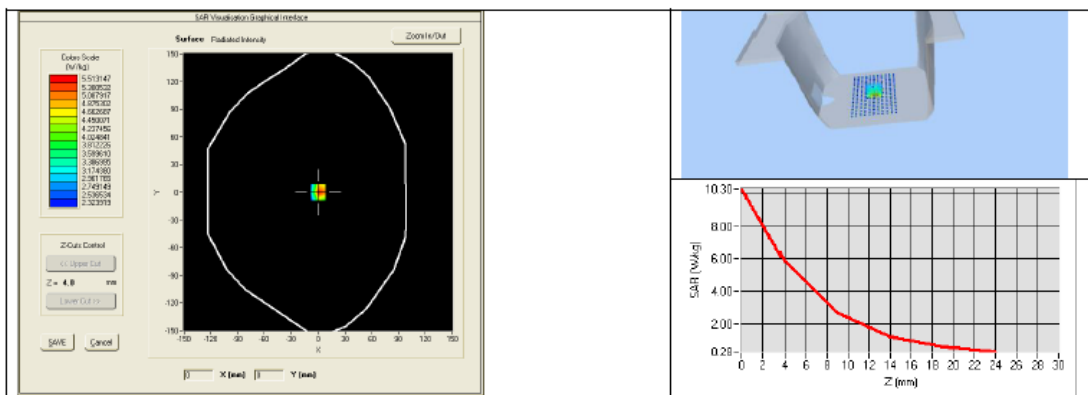 SAR Visualisation Graphical Interface
Surface Radiated Intensity
Zoom In/Out
Colors Scale
(W/kg)
5.513147
5.300532
5.087917
4.875302
4.662687
4.450071
4.237456
4.024841
3.812226
3.599610
3.386995
3.174380
2.961765
2.749149
2.536534
2.323919
Z-Cuts Control
<< Upper Cut
Z = 4.0 mm
Lower Cut >>
SAVE Cancel
150
120
90
60
30
0
-30
-60
-90
-120
-150
Y
-150 -120 -90 -60 -30 0 30 60 90 120 150
X
X (mm) Y (mm)
10.30
8.00
6.00
4.00
2.00
0.28
SAR (W/kg)
0 2 4 6 8 10 12 14 16 18 20 22 24 26 28 30
Z (mm)